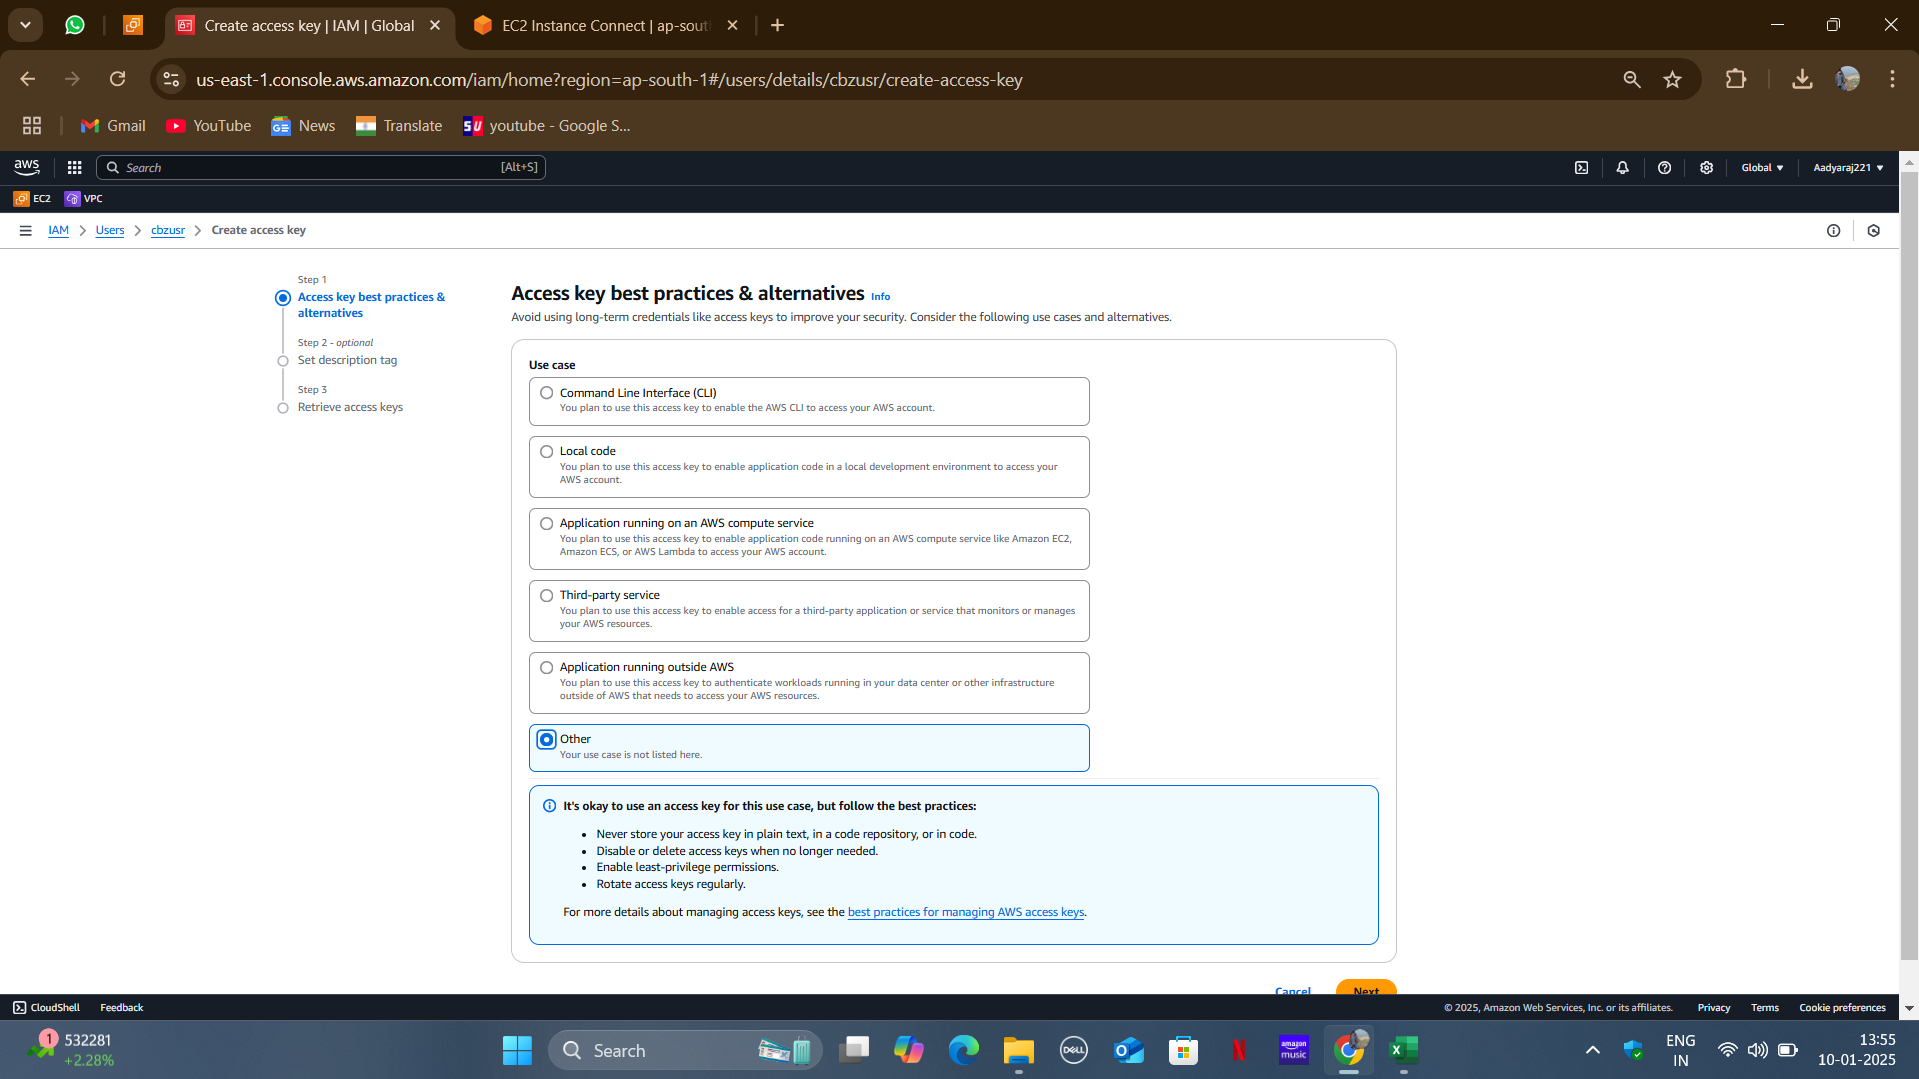 Create access key | IAM | Global
EC2 Instance Connect | ap-sout
us-east-1.console.aws.amazon.com/iam/home?region=ap-south-1#/users/details/cbzusr/create-access-key
Gmail
YouTube
News
Translate
SU
youtube - Google S...
aws
Search
[Alt+S]
Global
Aadyaraj221
EC2
VPC
IAM
Users
cbzusr
Create access key
Step 1
Access key best practices &
alternatives
Step 2 - optional
Set description tag
Step 3
Retrieve access keys
Access key best practices & alternatives Info
Avoid using long-term credentials like access keys to improve your security. Consider the following use cases and alternatives.
Use case
Command Line Interface (CLI)
You plan to use this access key to enable the AWS CLI to access your AWS account.
Local code
You plan to use this access key to enable application code in a local development environment to access your
AWS account.
Application running on an AWS compute service
You plan to use this access key to enable application code running on an AWS compute service like Amazon EC2,
Amazon ECS, or AWS Lambda to access your AWS account.
Third-party service
You plan to use this access key to enable access for a third-party application or service that monitors or manages
your AWS resources.
Application running outside AWS
You plan to use this access key to authenticate workloads running in your data center or other infrastructure
outside of AWS that needs to access your AWS resources.
Other
Your use case is not listed here.
It's okay to use an access key for this use case, but follow the best practices:
• Never store your access key in plain text, in a code repository, or in code.
• Disable or delete access keys when no longer needed.
• Enable least-privilege permissions.
• Rotate access keys regularly.
For more details about managing access keys, see the best practices for managing AWS access keys.
Cancel
Next
CloudShell
Feedback
© 2025, Amazon Web Services, Inc. or its affiliates.
Privacy
Terms
Cookie preferences
1
532281
+2.28%
Search
DELL
amazon
music
ENG
IN
13:55
10-01-2025